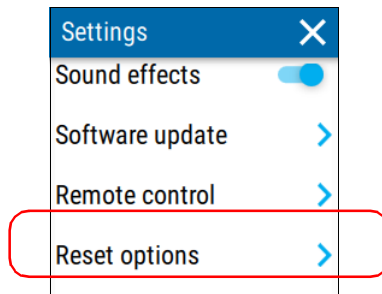 Settings
Sound effects
Software update
Remote control
Reset options